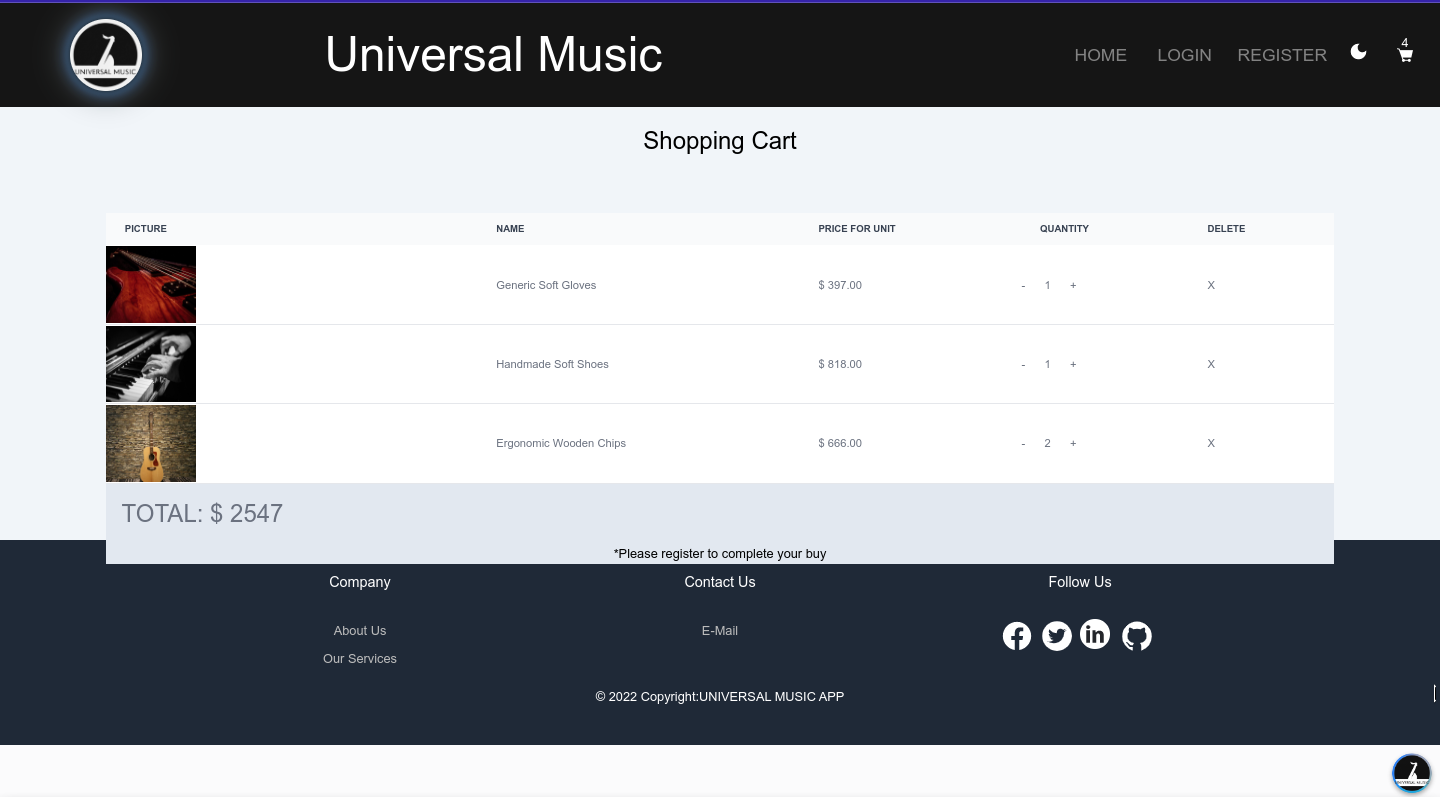 UNIVERSAL MUSIC
Universal Music
HOME LOGIN REGISTER
4
Shopping Cart
PICTURE NAME PRICE FOR UNIT QUANTITY DELETE
Generic Soft Gloves $ 397.00 - 1 + X
Handmade Soft Shoes $ 818.00 - 1 + X
Ergonomic Wooden Chips $ 666.00 - 2 + X
TOTAL: $ 2547
*Please register to complete your buy
Company Contact Us Follow Us
About Us E-Mail
Our Services
© 2022 Copyright:UNIVERSAL MUSIC APP
UNIVERSAL MUSIC